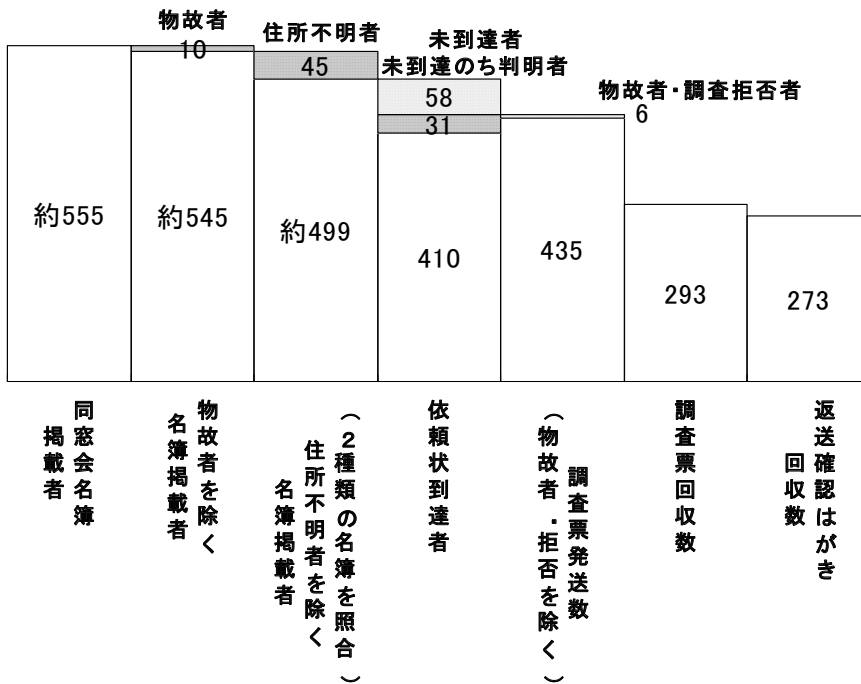 物故者
10
住所不明者
45
未到達者
未到達のち判明者
58
31
物故者・調査拒否者
6
約555
約545
約499
410
435
293
273
同窓会名簿
掲載者
物故者を除く
名簿掲載者
(2種類の名簿を照合)
住所不明者を除く
名簿掲載者
依頼状到達者
調査票発送数
(物故者・拒否を除く)
調査票回収数
返送確認はがき
回収数